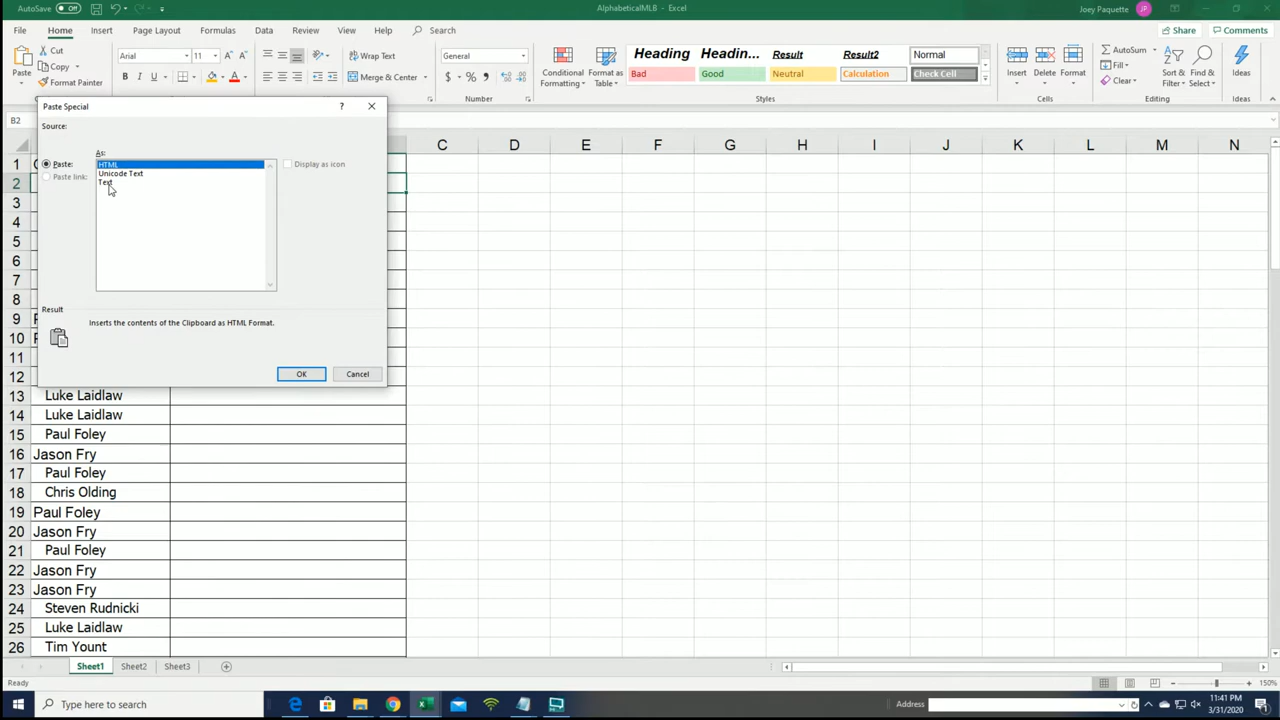 AutoSave Off AlphabeticalMLB - Excel Joey Paquette JP
File Home Insert Page Layout Formulas Data Review View Help Search Share Comments
Paste Cut Copy Format Painter
Arial 11 B I U A
Wrap Text Merge & Center
General $ % Number
Conditional Formatting Format as Table
Heading Headin... Result Result2 Normal
Bad Good Neutral Calculation Check Cell
Styles
Insert Delete Format Cells
AutoSum Fill Clear Sort & Filter Find & Select Editing
Ideas Ideas
B2
Paste Special ?
Source:
As:
Paste: HTML Display as icon
Paste link: Unicode Text
Text
Result
Inserts the contents of the Clipboard as HTML Format.
OK Cancel
C D E F G H I J K L M N
1
2
3
4
5
6
7
8
9
10
11
12
13 Luke Laidlaw
14 Luke Laidlaw
15 Paul Foley
16 Jason Fry
17 Paul Foley
18 Chris Olding
19 Paul Foley
20 Jason Fry
21 Paul Foley
22 Jason Fry
23 Jason Fry
24 Steven Rudnicki
25 Luke Laidlaw
26 Tim Yount
Sheet1 Sheet2 Sheet3
Ready 150%
Type here to search Address 11:41 PM
3/31/2020